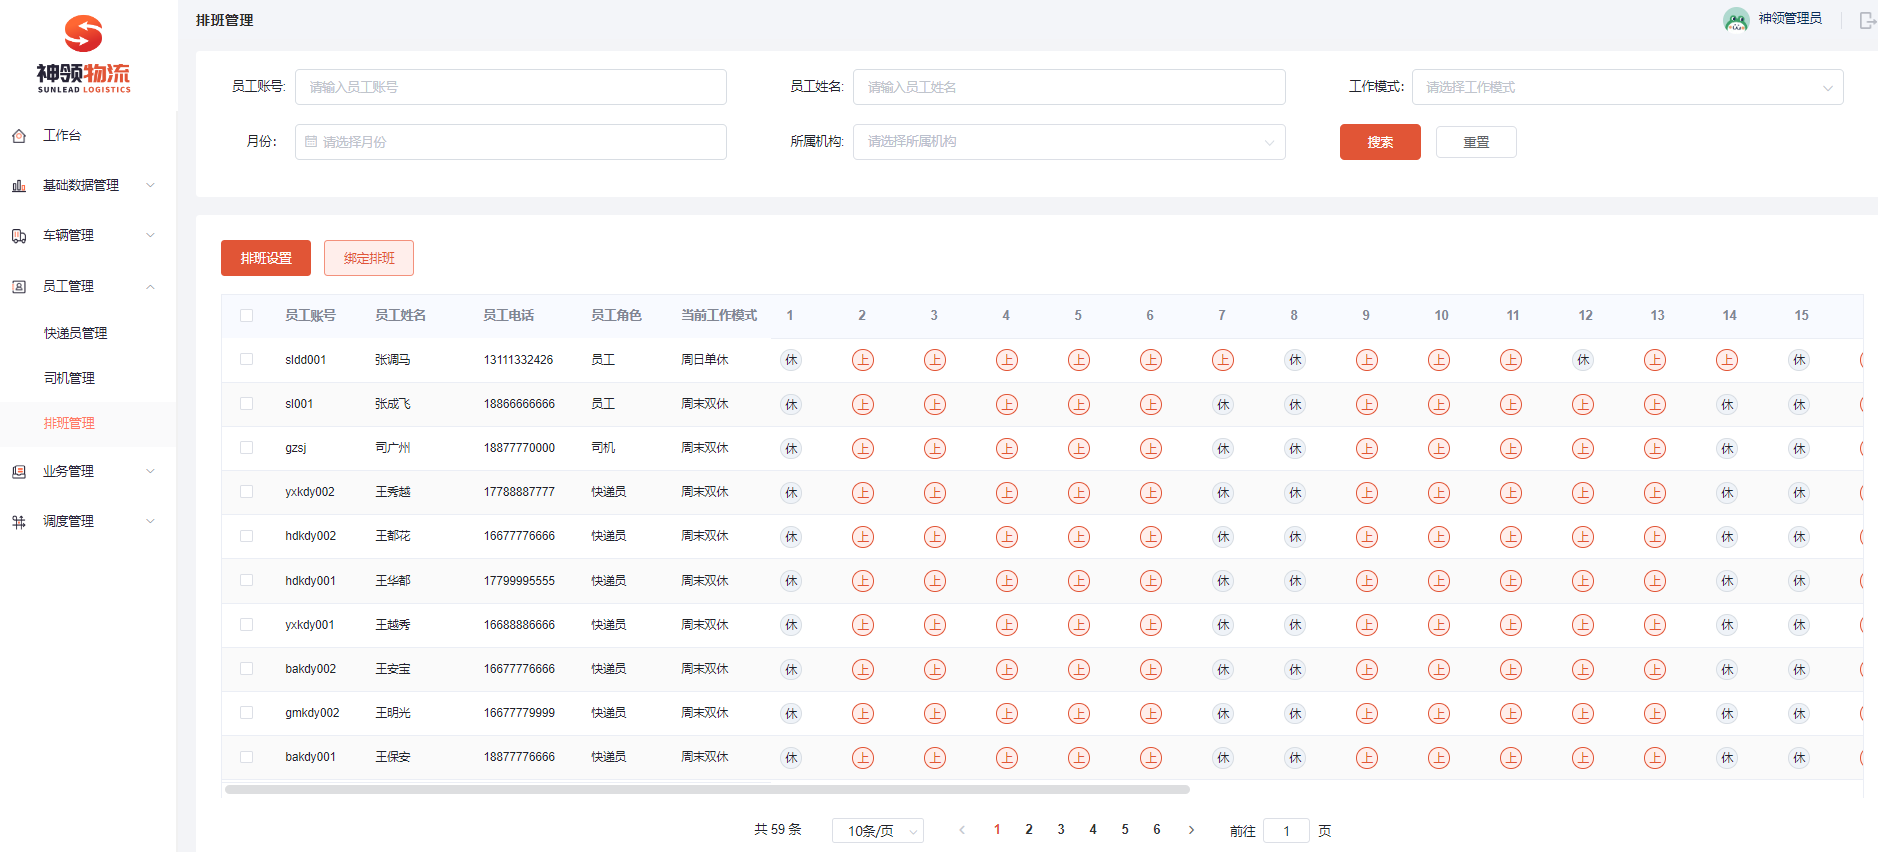 神领物流
SUNLEAD LOGISTICS
工作台
基础数据管理
车辆管理
员工管理
快递员管理
司机管理
排班管理
业务管理
调度管理
排班管理
神领管理员
员工账号: 请输入员工账号 员工姓名: 请输入员工姓名 工作模式: 请选择工作模式
月份: 请选择月份 所属机构: 请选择所属机构 搜索 重置
排班设置 绑定排班
员工账号 员工姓名 员工电话 员工角色 当前工作模式 1 2 3 4 5 6 7 8 9 10 11 12 13 14 15
sldd001 张调马 13111332426 员工 周日单休 休 上 上 上 上 上 上 休 上 上 上 休 上 上 休
sl001 张成飞 18866666666 员工 周末双休 休 上 上 上 上 上 休 休 上 上 上 上 上 休 休
gzsj 司广州 18877770000 司机 周末双休 休 上 上 上 上 上 休 休 上 上 上 上 上 休 休
yxkdy002 王秀越 17788887777 快递员 周末双休 休 上 上 上 上 上 休 休 上 上 上 上 上 休 休
hdkdy002 王都花 16677776666 快递员 周末双休 休 上 上 上 上 上 休 休 上 上 上 上 上 休 休
hdkdy001 王华都 17799995555 快递员 周末双休 休 上 上 上 上 上 休 休 上 上 上 上 上 休 休
yxkdy001 王越秀 16688886666 快递员 周末双休 休 上 上 上 上 上 休 休 上 上 上 上 上 休 休
bakdy002 王安宝 16677776666 快递员 周末双休 休 上 上 上 上 上 休 休 上 上 上 上 上 休 休
gmkdy002 王明光 16677779999 快递员 周末双休 休 上 上 上 上 上 休 休 上 上 上 上 上 休 休
bakdy001 王保安 18877776666 快递员 周末双休 休 上 上 上 上 上 休 休 上 上 上 上 上 休 休
共 59 条 10条/页 1 2 3 4 5 6 前往 1 页